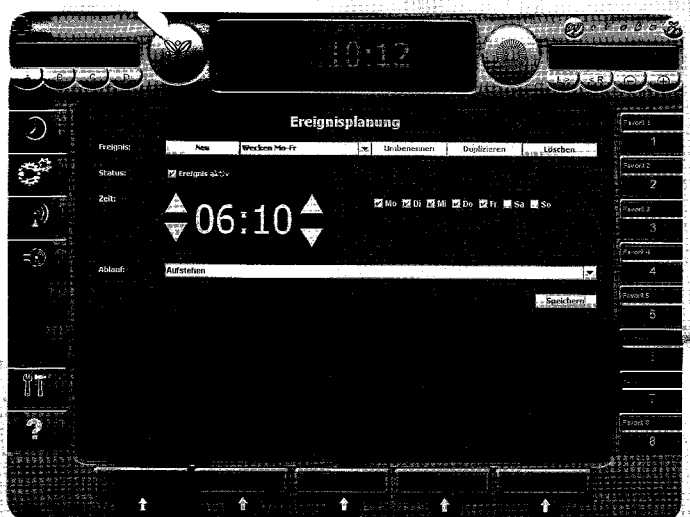 10:12
A B C D
Ereignisplanung
Ereignis: Neu Wecken Mo-Fr Umbenennen Duplizieren Löschen
Status: Ereignis aktiv
Zeit: 06:10 Mo Di Mi Do Fr Sa So
Ablauf: Aufstehen
Speichern
Favorit 1
1
Favorit 2
2
Favorit 3
3
Favorit 4
4
Favorit 5
5
7
Favorit 8
8